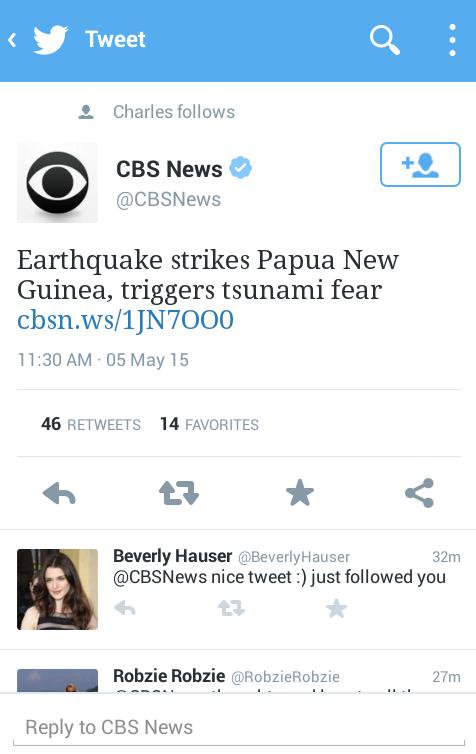 Tweet
Charles follows
CBS News
@CBSNews
Earthquake strikes Papua New
Guinea, triggers tsunami fear
cbsn.ws/1JN7OO0
11:30 AM · 05 May 15
46 RETWEETS 14 FAVORITES
Beverly Hauser @BeverlyHauser 32m
@CBSNews nice tweet :) just followed you
Robzie Robzie @RobzieRobzie 27m
Reply to CBS News